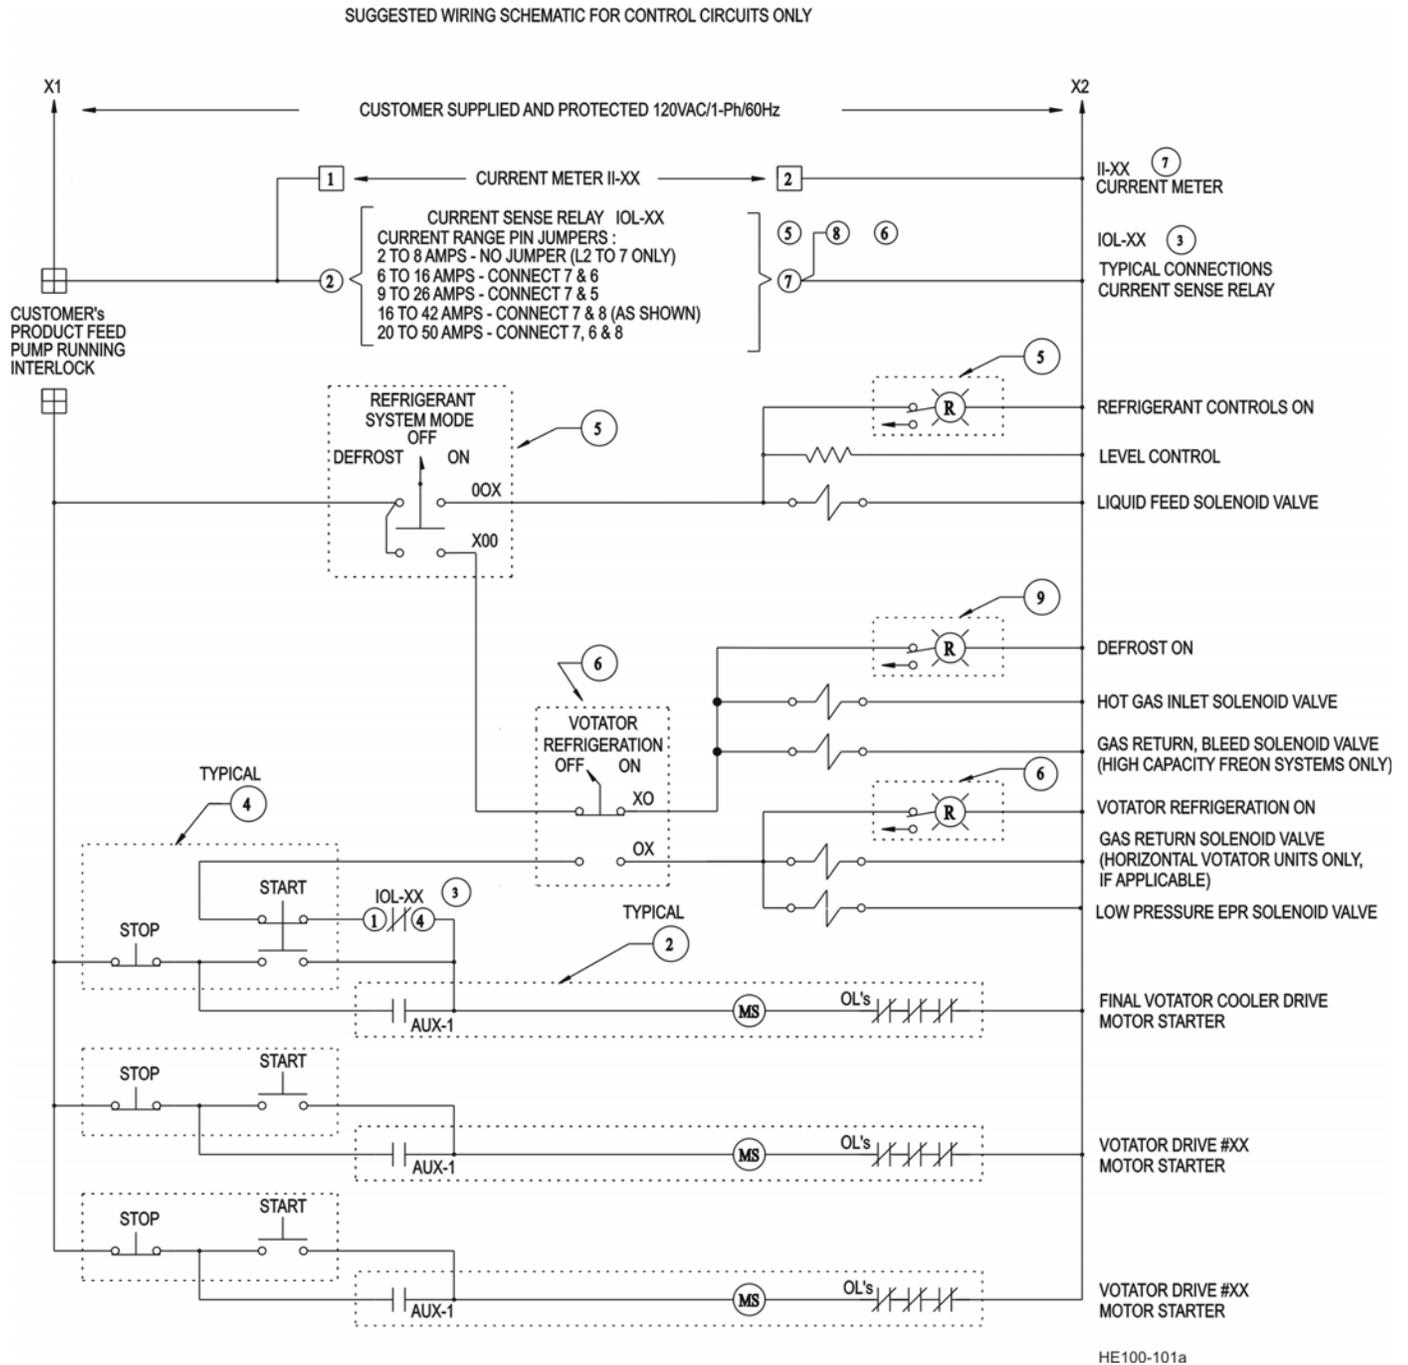 SUGGESTED WIRING SCHEMATIC FOR CONTROL CIRCUITS ONLY
X1
X2
CUSTOMER SUPPLIED AND PROTECTED 120VAC/1-Ph/60Hz
1
CURRENT METER II-XX
2
II-XX 7
CURRENT METER
CURRENT SENSE RELAY IOL-XX
CURRENT RANGE PIN JUMPERS :
2 TO 8 AMPS - NO JUMPER (L2 TO 7 ONLY)
6 TO 16 AMPS - CONNECT 7 & 6
9 TO 26 AMPS - CONNECT 7 & 5
16 TO 42 AMPS - CONNECT 7 & 8 (AS SHOWN)
20 TO 50 AMPS - CONNECT 7, 6 & 8
2
5 8 6
7
IOL-XX 3
TYPICAL CONNECTIONS
CURRENT SENSE RELAY
CUSTOMER's
PRODUCT FEED
PUMP RUNNING
INTERLOCK
REFRIGERANT
SYSTEM MODE
OFF
DEFROST ON
0OX
X00
5
5
R
REFRIGERANT CONTROLS ON
LEVEL CONTROL
LIQUID FEED SOLENOID VALVE
9
R
DEFROST ON
HOT GAS INLET SOLENOID VALVE
GAS RETURN, BLEED SOLENOID VALVE
(HIGH CAPACITY FREON SYSTEMS ONLY)
6
VOTATOR
REFRIGERATION
OFF ON
XO
OX
6
R
VOTATOR REFRIGERATION ON
GAS RETURN SOLENOID VALVE
(HORIZONTAL VOTATOR UNITS ONLY,
IF APPLICABLE)
LOW PRESSURE EPR SOLENOID VALVE
TYPICAL
4
START
STOP
IOL-XX 3
1 4
TYPICAL
2
AUX-1
MS
OL's
FINAL VOTATOR COOLER DRIVE
MOTOR STARTER
STOP
START
AUX-1
MS
OL's
VOTATOR DRIVE #XX
MOTOR STARTER
STOP
START
AUX-1
MS
OL's
VOTATOR DRIVE #XX
MOTOR STARTER
HE100-101a